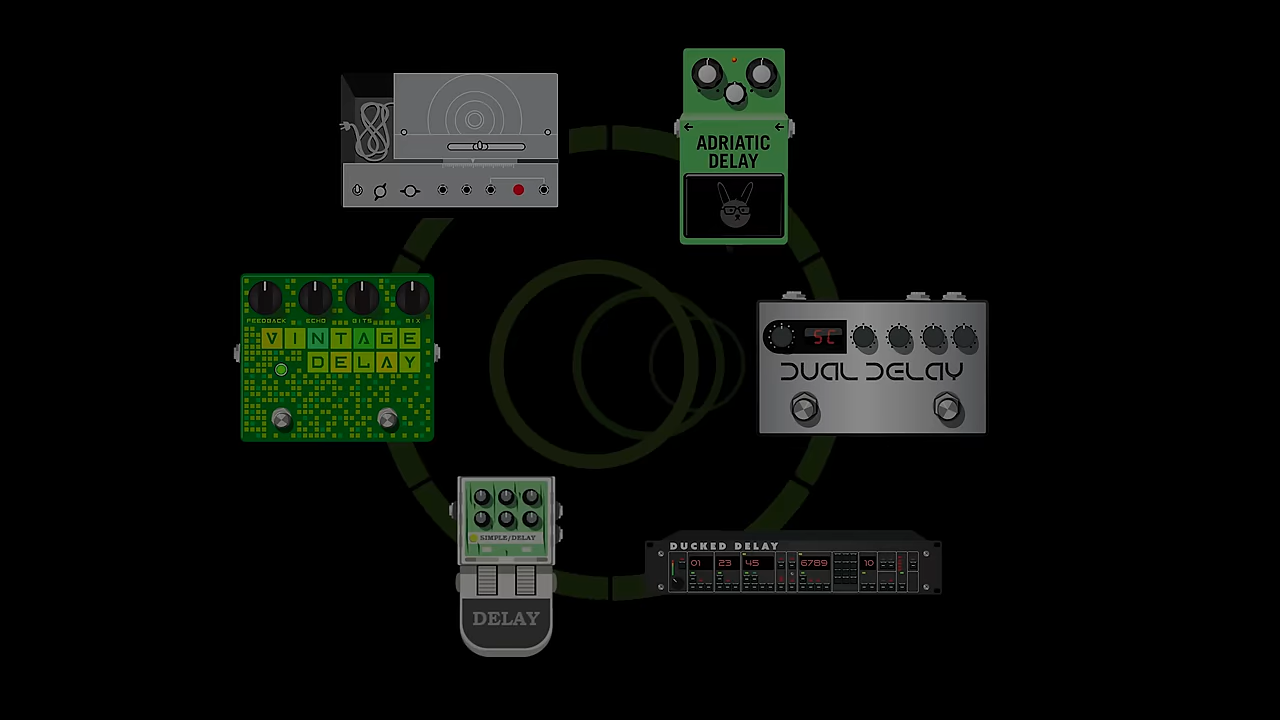 ADRIATIC
DELAY
FEEDBACK ECHO BITS MIX
VINTAGE
DELAY
SC
DUAL DELAY
SIMPLE/DELAY
DELAY
DUCKED DELAY
01 23 45 6789 10